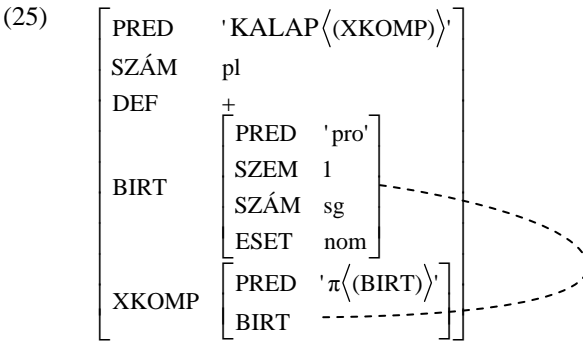 (25)
PRED 'KALAP⟨(XKOMP)⟩'
SZÁM pl
DEF +
BIRT
PRED 'pro'
SZEM 1
SZÁM sg
ESET nom
XKOMP
PRED 'π⟨(BIRT)⟩'
BIRT